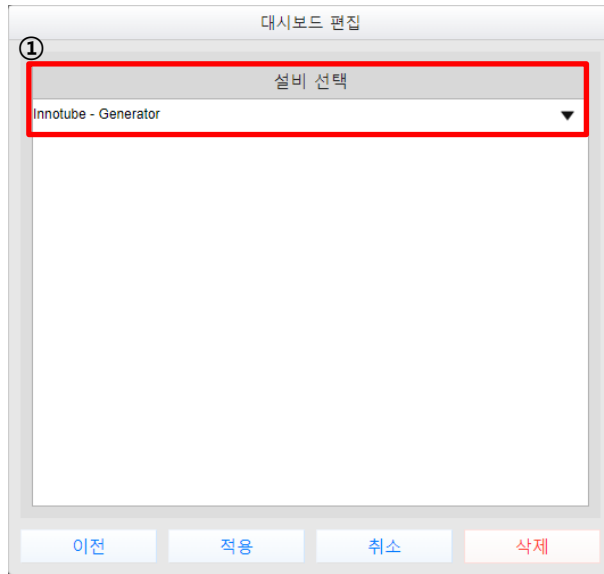 대시보드 편집
①
설비 선택
Innotube - Generator
이전 적용 취소 삭제